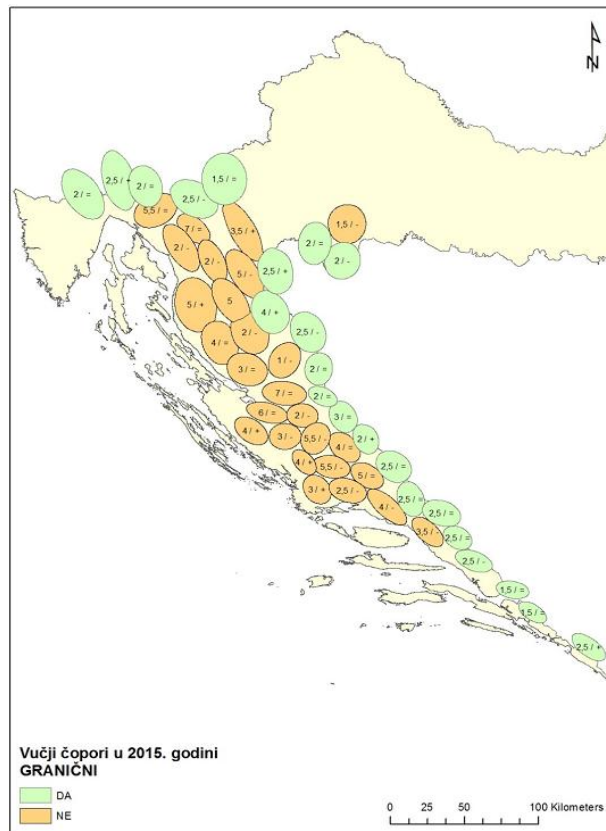 N
1,5 / =
2,5 / +
2 / =
2 / =
2,5 / -
5,5 / =
7 / =
3,5 / +
1,5 / -
2 / =
2 / -
2 / -
2 / -
5 / -
2,5 / +
5 / +
5
4 / +
2 / -
2,5 / -
4 / =
3 / =
1 / -
2 / =
7 / =
2 / =
6 / =
2 / -
3 / =
4 / +
3 / -
5,5 / -
4 / =
2 / +
4 / +
5,5 / -
5 / =
2,5 / =
3 / +
2,5 / -
4 / -
2,5 / =
2,5 / =
3,5 / -
2,5 / =
2,5 / -
1,5 / =
1,5 / =
2,5 / +
Vučji čopori u 2015. godini
GRANIČNI
DA
NE
0 25 50 100 Kilometers